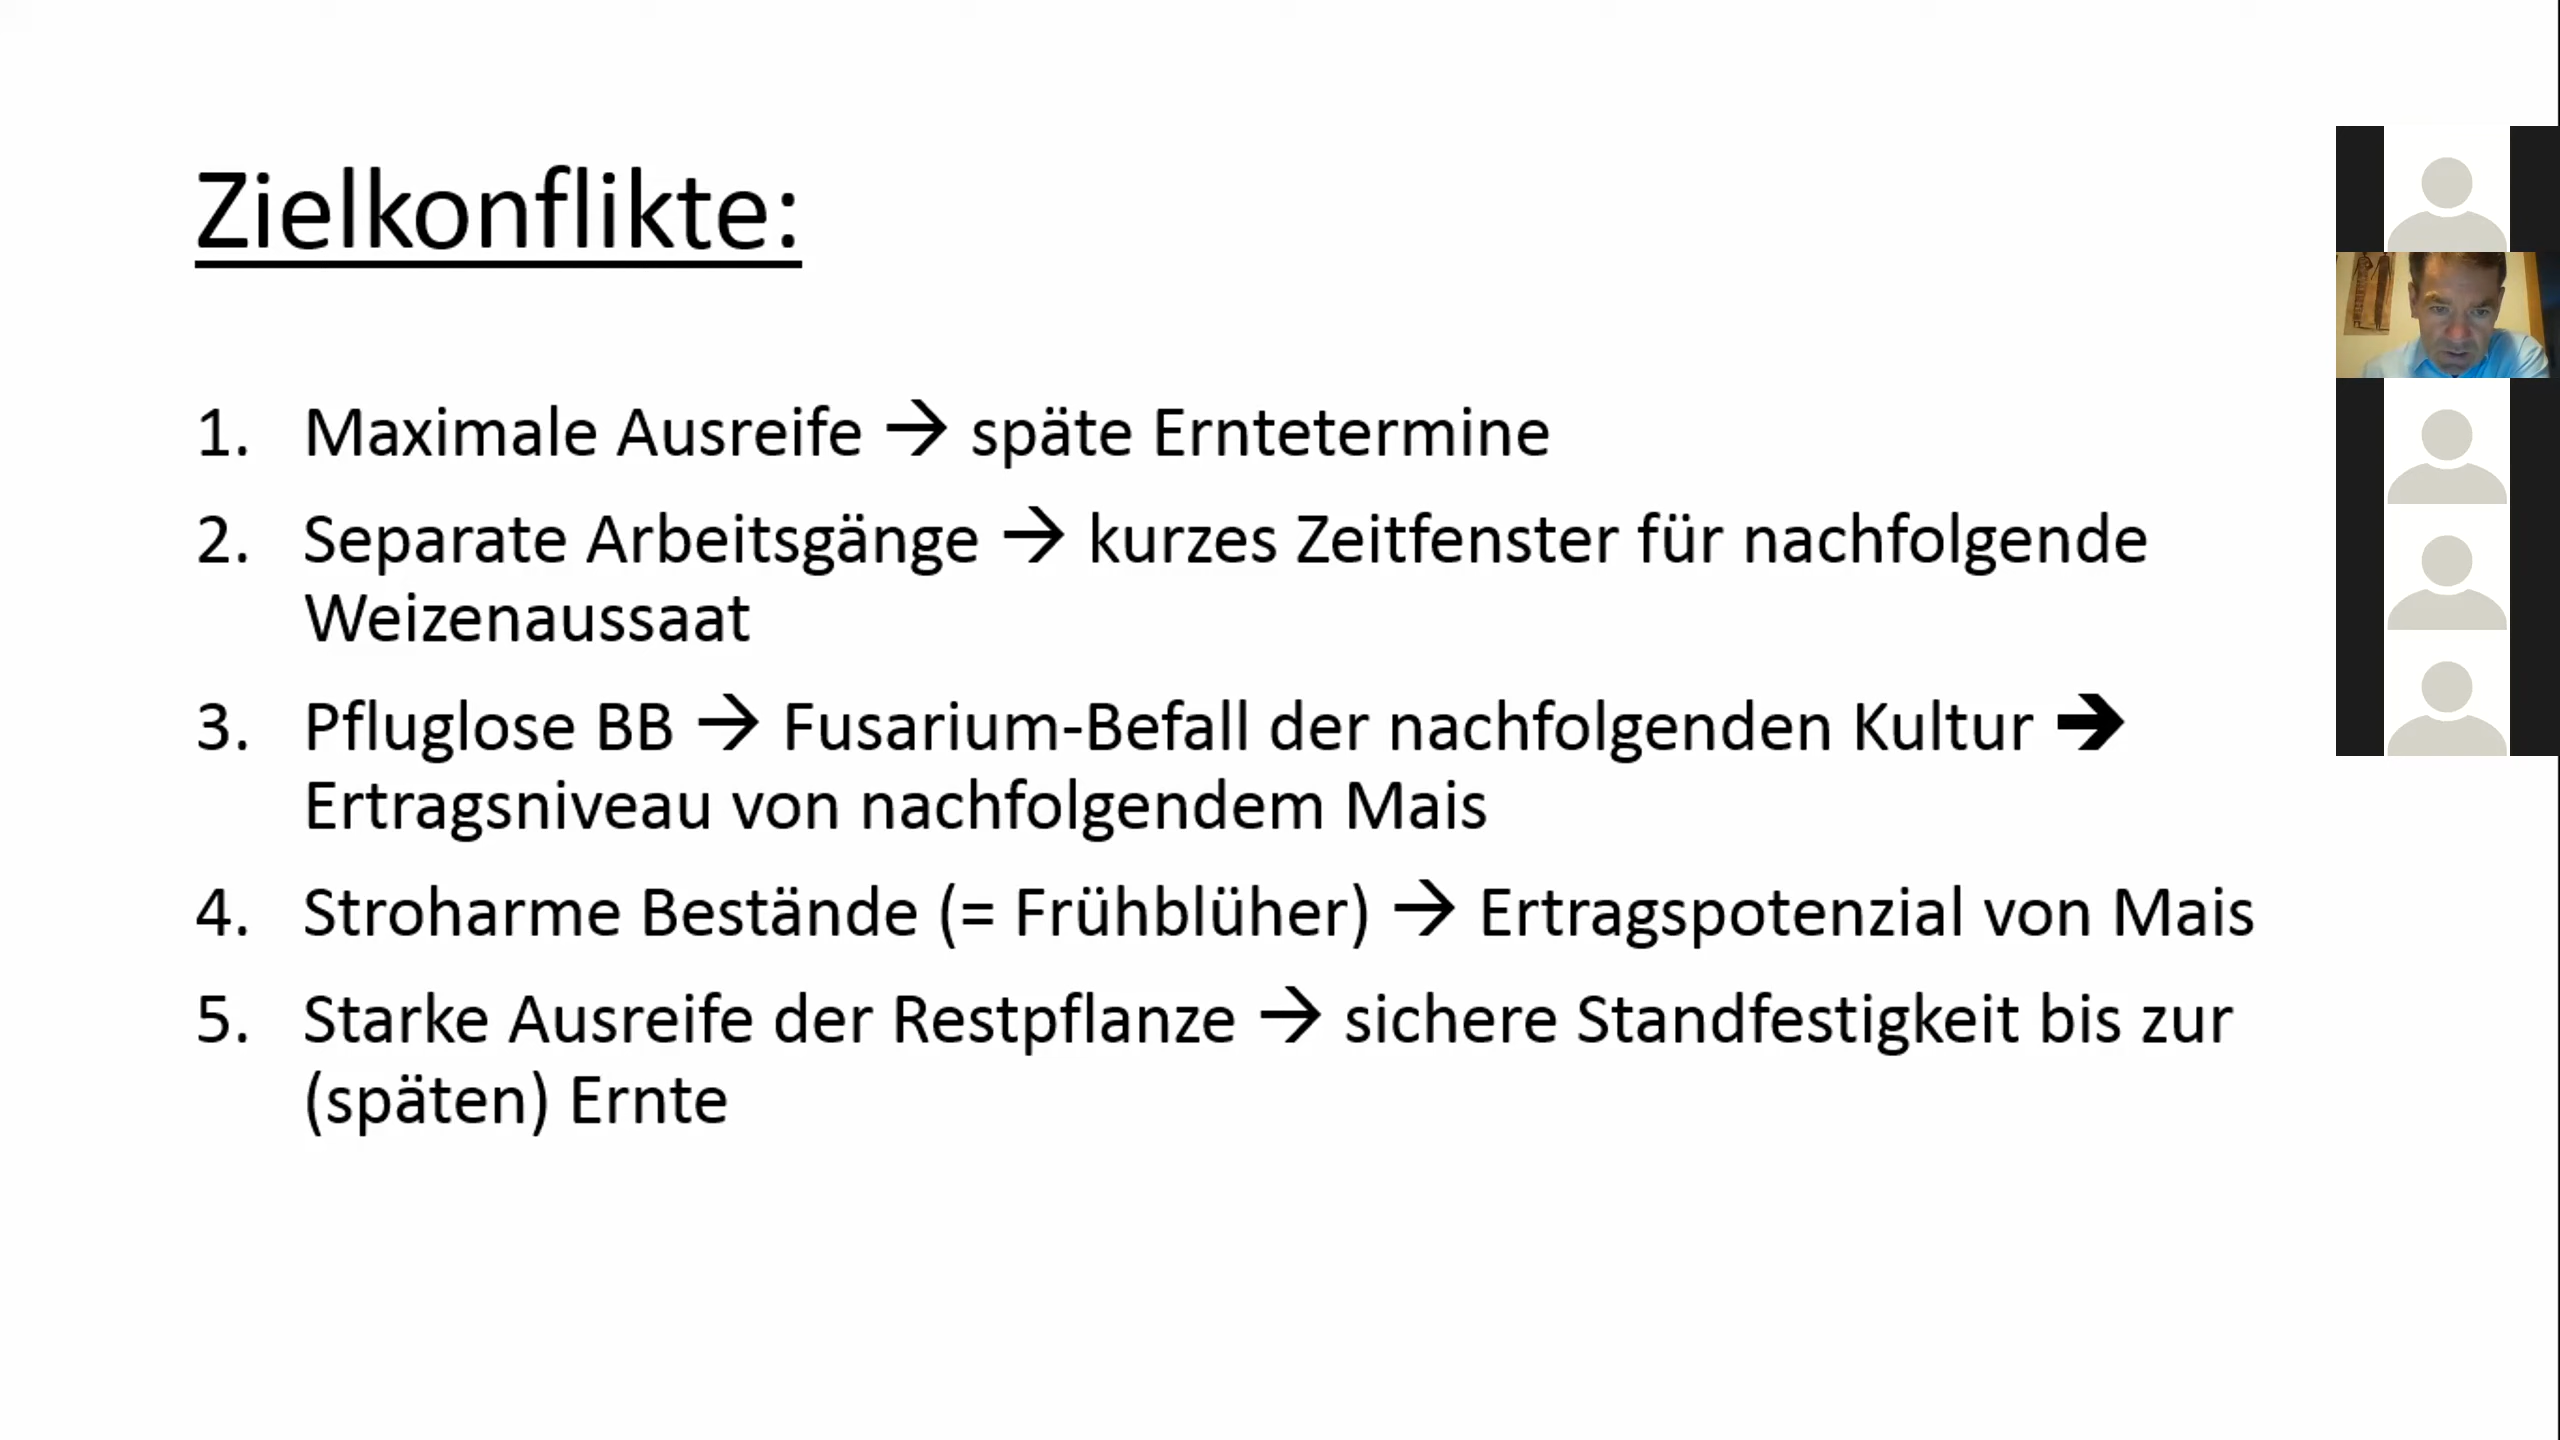 Zielkonflikte:
1. Maximale Ausreife → späte Erntetermine
2. Separate Arbeitsgänge → kurzes Zeitfenster für nachfolgende
Weizenaussaat
3. Pfluglose BB → Fusarium-Befall der nachfolgenden Kultur ➔
Ertragsniveau von nachfolgendem Mais
4. Stroharme Bestände (= Frühblüher) → Ertragspotenzial von Mais
5. Starke Ausreife der Restpflanze → sichere Standfestigkeit bis zur
(späten) Ernte